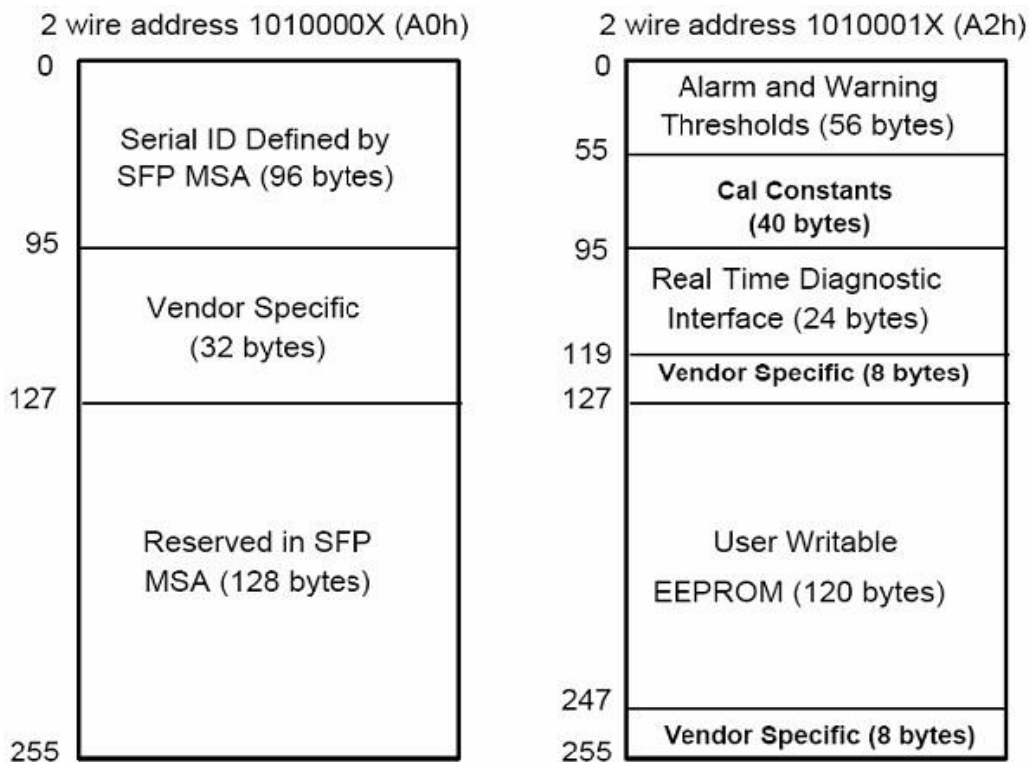 2 wire address 1010000X (A0h)
0
Serial ID Defined by
SFP MSA (96 bytes)
95
Vendor Specific
(32 bytes)
127
Reserved in SFP
MSA (128 bytes)
255
2 wire address 1010001X (A2h)
0
Alarm and Warning
Thresholds (56 bytes)
55
Cal Constants
(40 bytes)
95
Real Time Diagnostic
Interface (24 bytes)
119
Vendor Specific (8 bytes)
127
User Writable
EEPROM (120 bytes)
247
Vendor Specific (8 bytes)
255